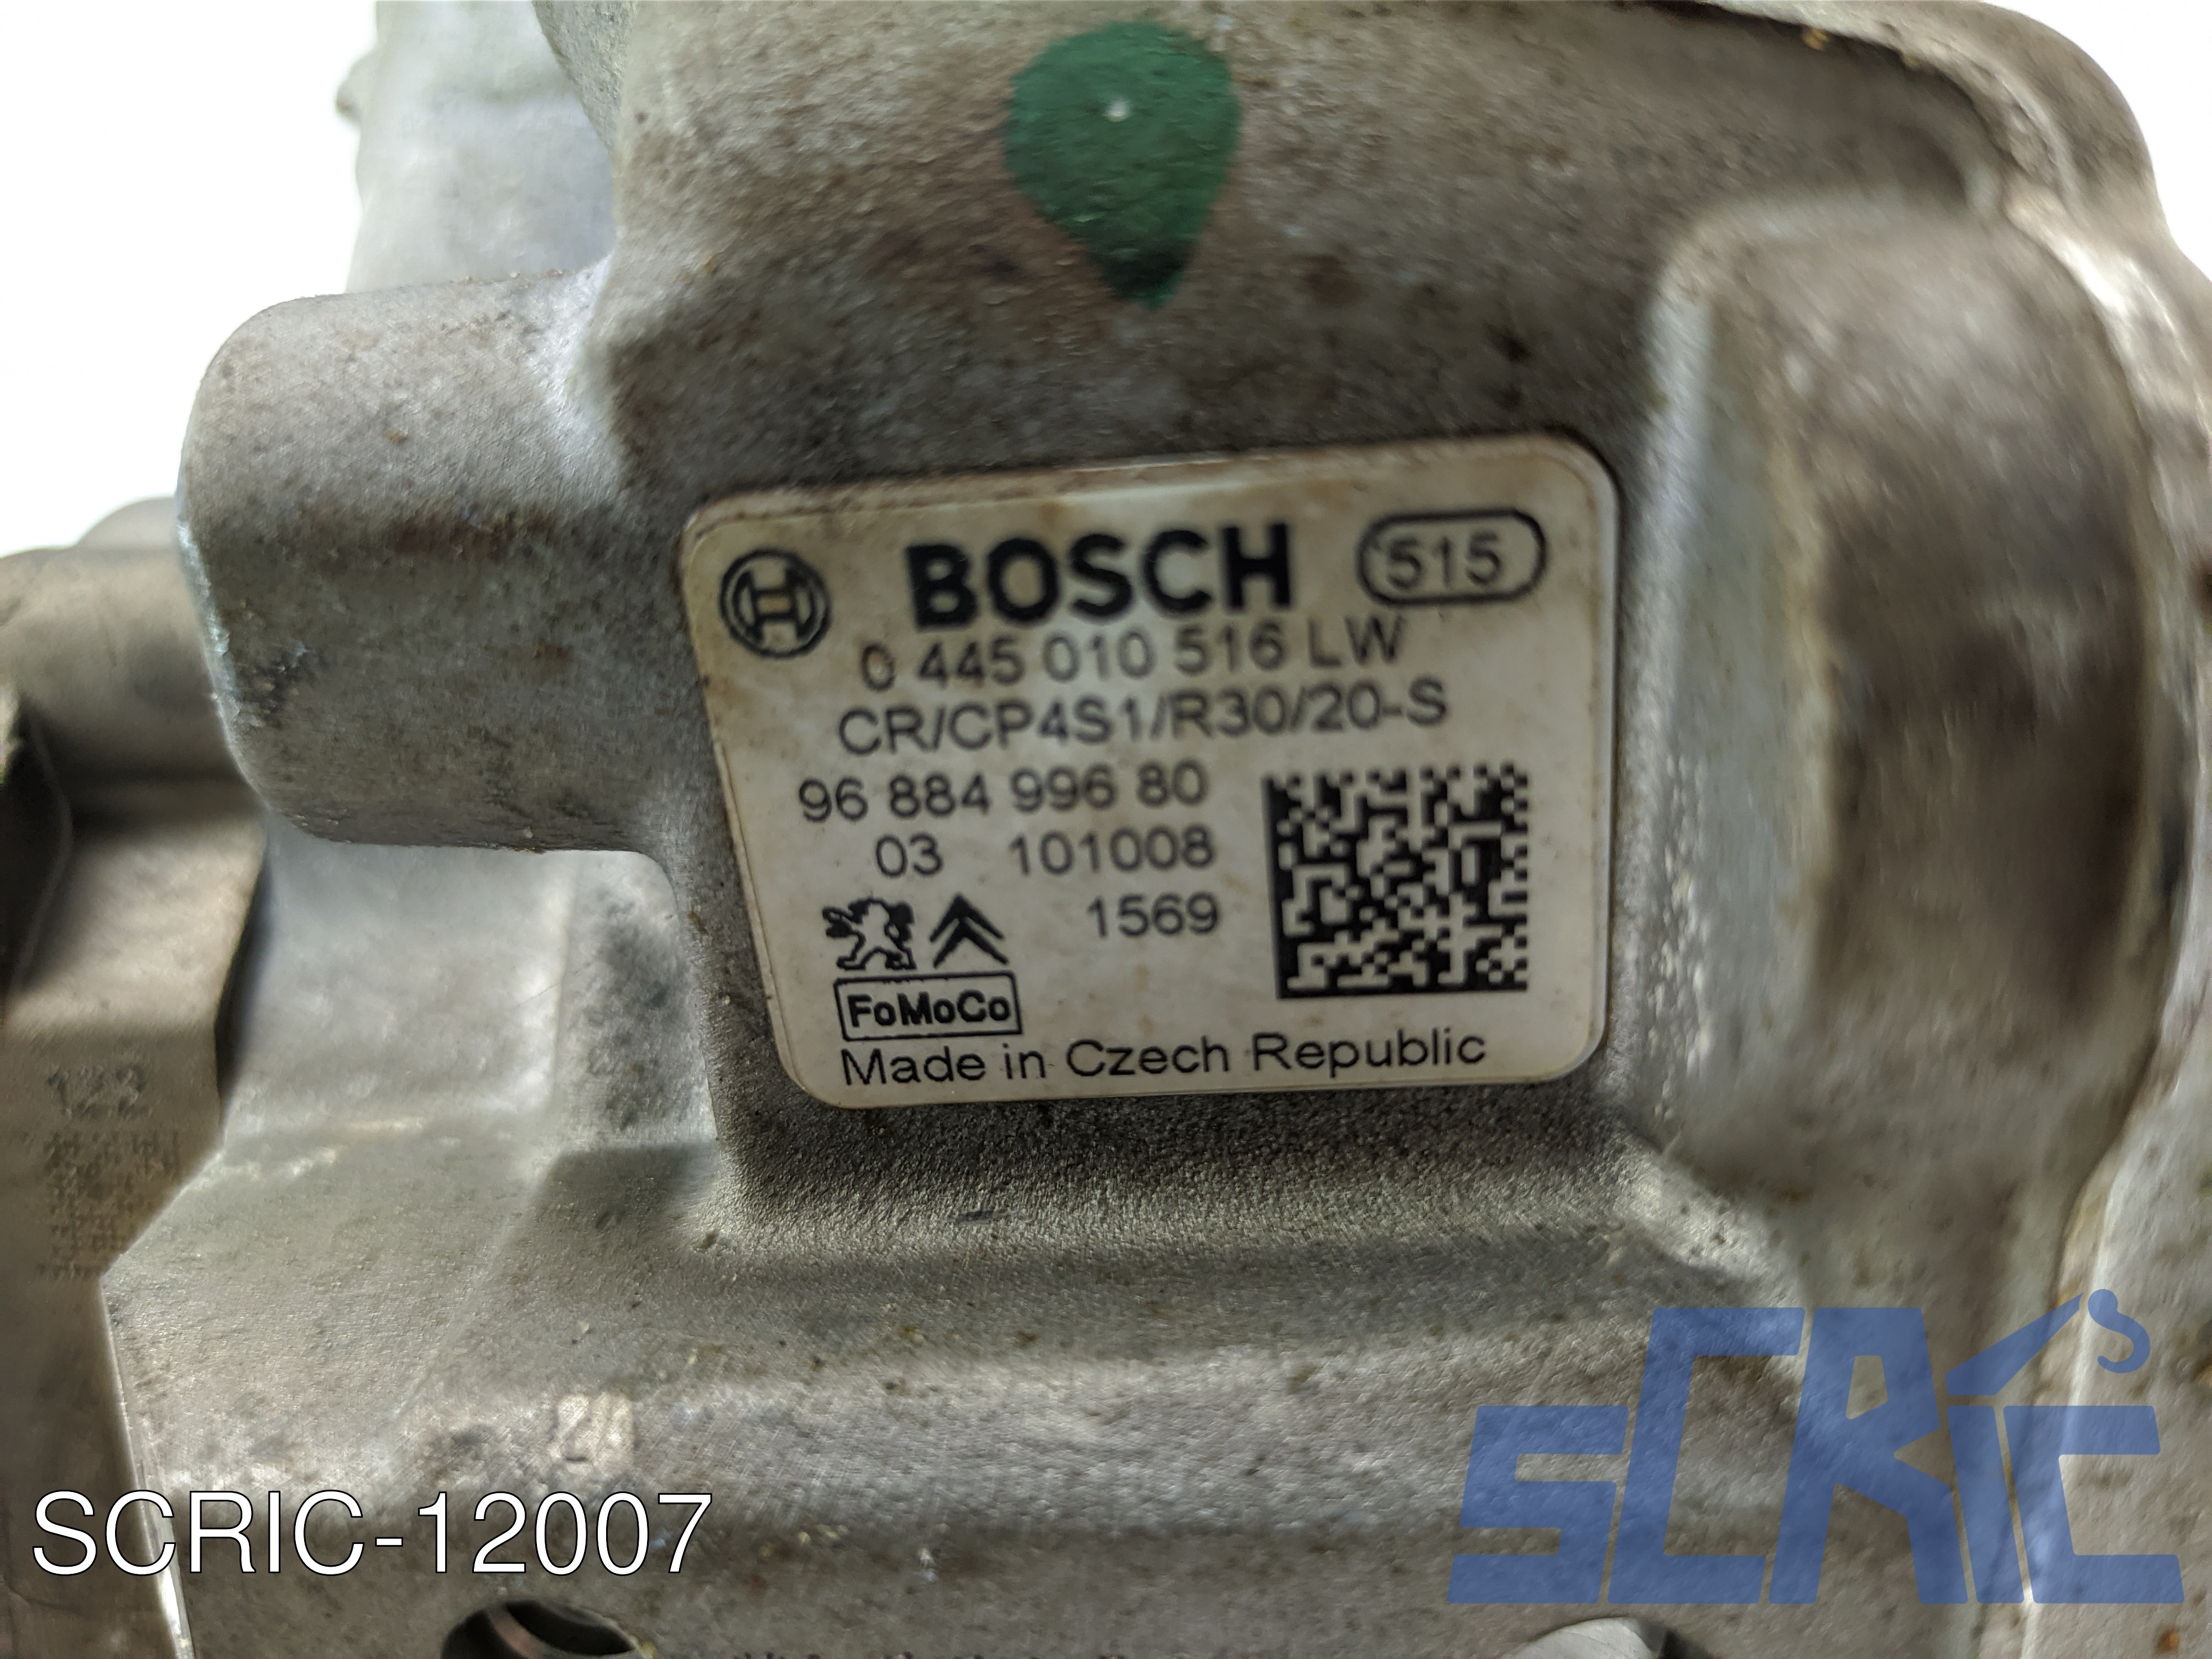 BOSCH 515
0 445 010 516 LW
CR/CP4S1/R30/20-S
96 884 996 80
03 101008
1569
FoMoCo
Made in Czech Republic
122
SCRIC-12007
SCRIC